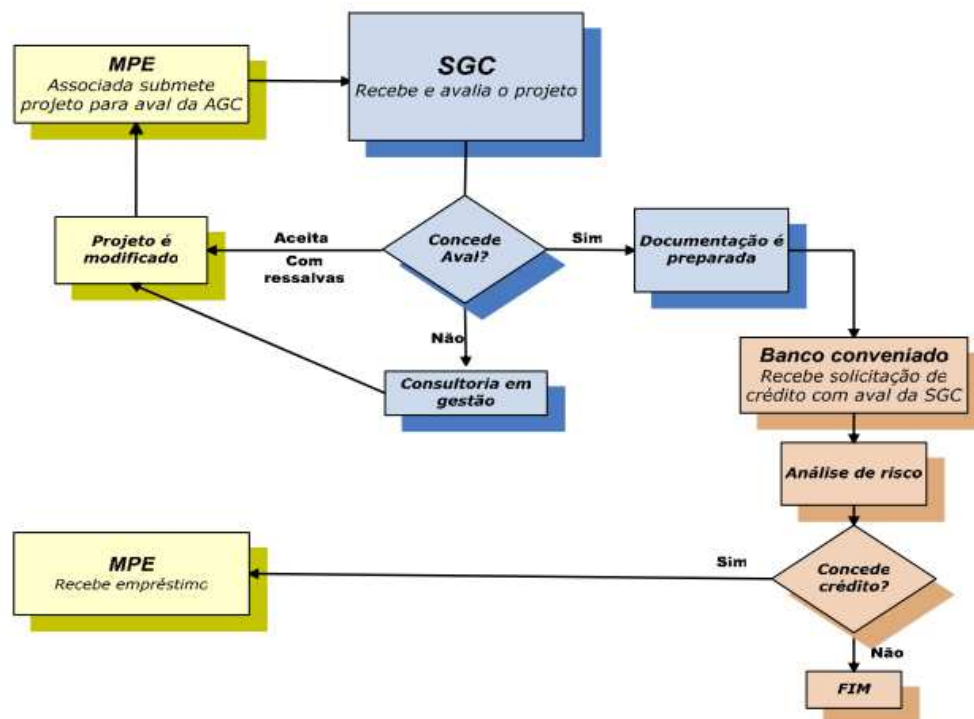 MPE
Associada submete
projeto para aval da AGC
SGC
Recebe e avalia o projeto
Projeto é
modificado
Aceita
Com
ressalvas
Concede
Aval?
Sim
Documentação é
preparada
Não
Consultoria em
gestão
Banco conveniado
Recebe solicitação de
crédito com aval da SGC
Análise de risco
MPE
Recebe empréstimo
Sim
Concede
crédito?
Não
FIM